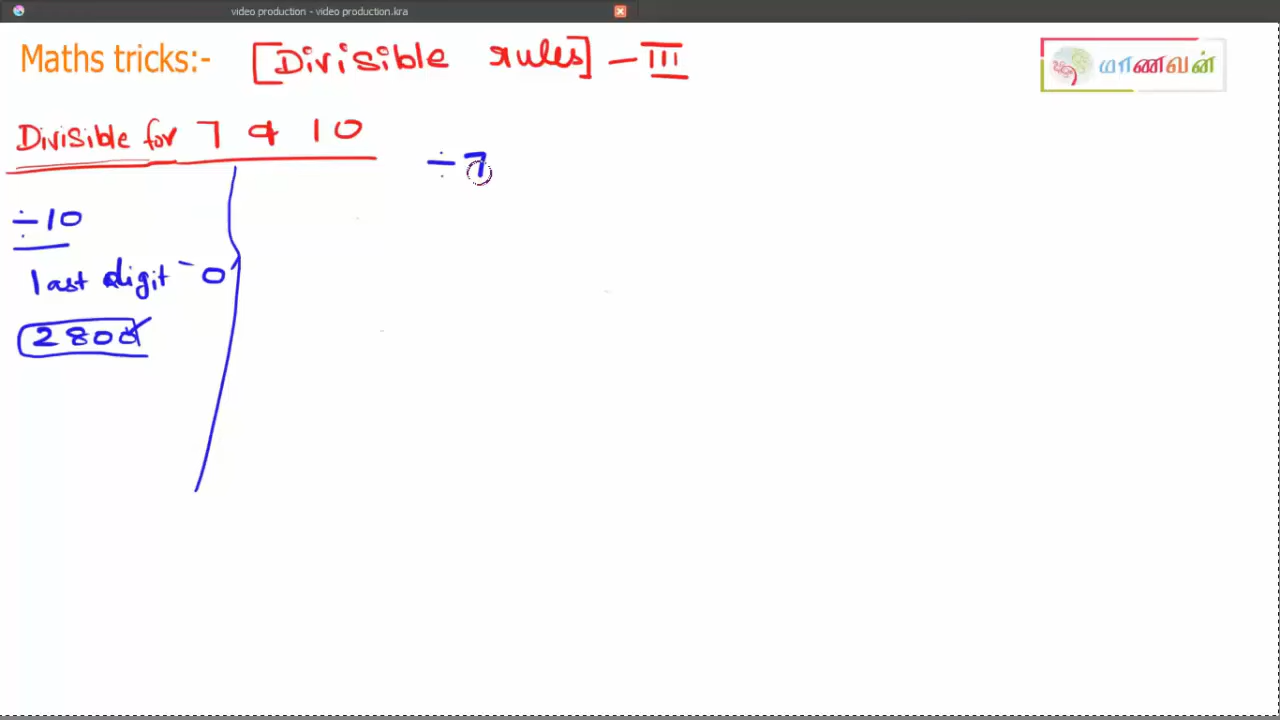 video production - video production.kra
Maths tricks:- [Divisible rules] - III
மாணவன்
Divisible for 7 & 10
÷7
÷10
last digit - 0
2800